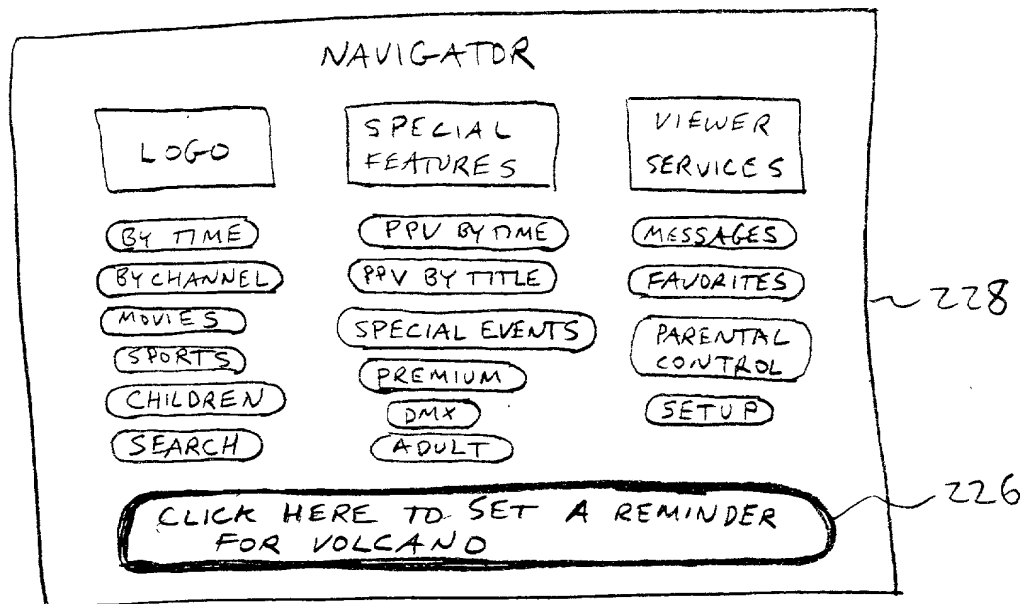 NAVIGATOR
LOGO
SPECIAL
FEATURES
VIEWER
SERVICES
BY TIME
BY CHANNEL
MOVIES
SPORTS
CHILDREN
SEARCH
PPV BY TIME
PPV BY TITLE
SPECIAL EVENTS
PREMIUM
DMX
ADULT
MESSAGES
FAVORITES
PARENTAL
CONTROL
SETUP
228
CLICK HERE TO SET A REMINDER
FOR VOLCANO
226